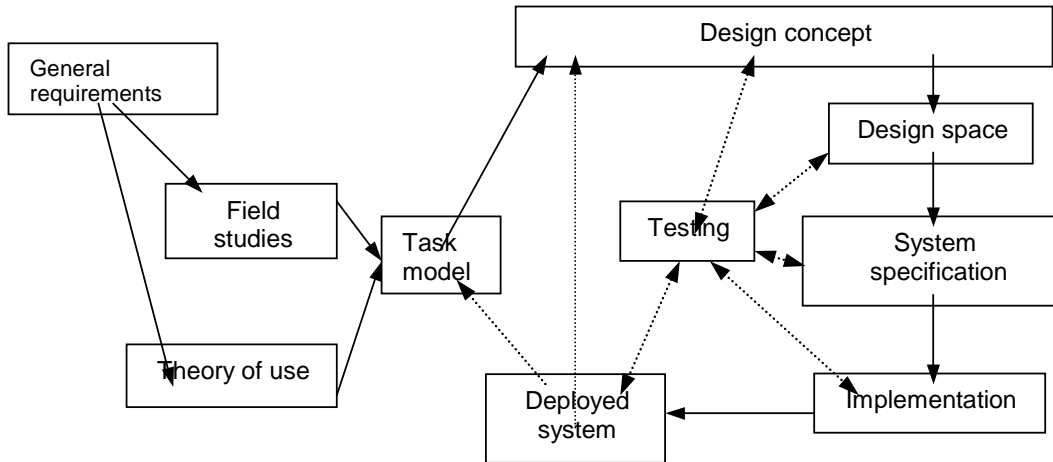 General
requirements
Design concept
Design space
Field
studies
Task
model
Testing
System
specification
Theory of use
Deployed
system
Implementation